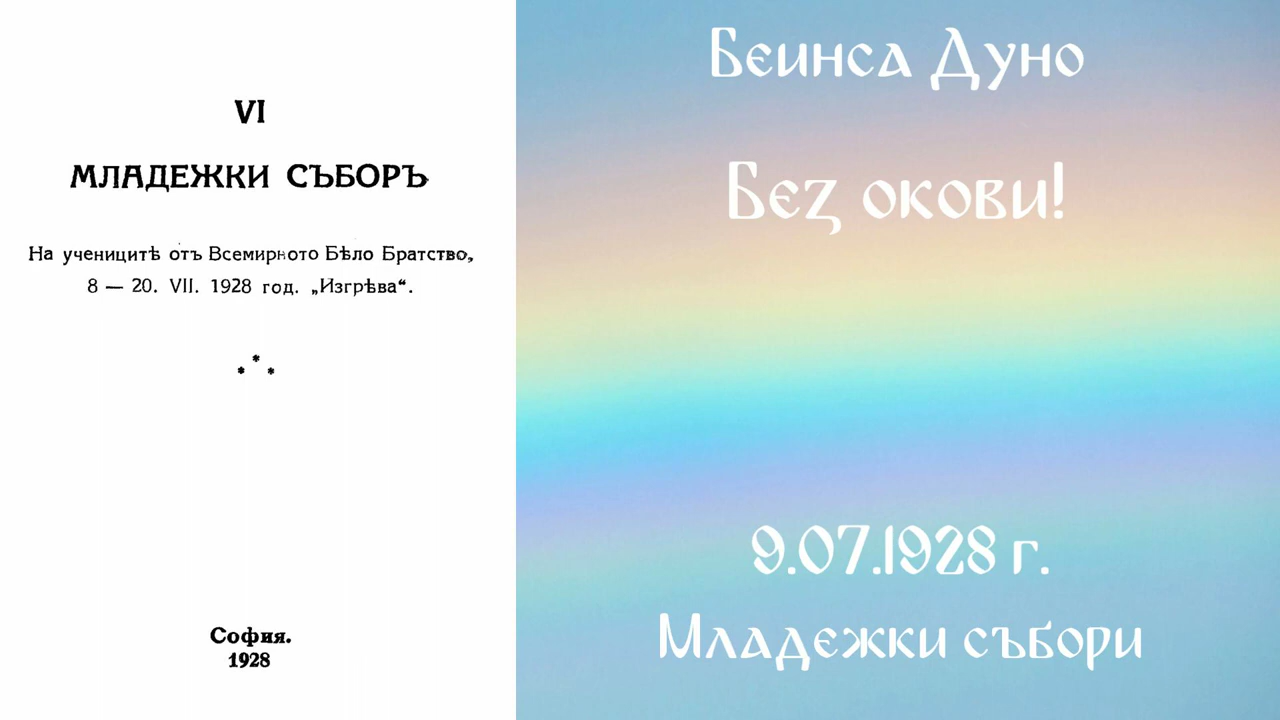 VI
МЛАДЕЖКИ СЪБОРЪ
На ученицитѣ отъ Всемирното Бѣло Братство,
8 — 20. VII. 1928 год. „Изгрѣва“.
* * *
София.
1928
Беинса Дуно
Без окови!
9.07.1928 г.
Младежки събори